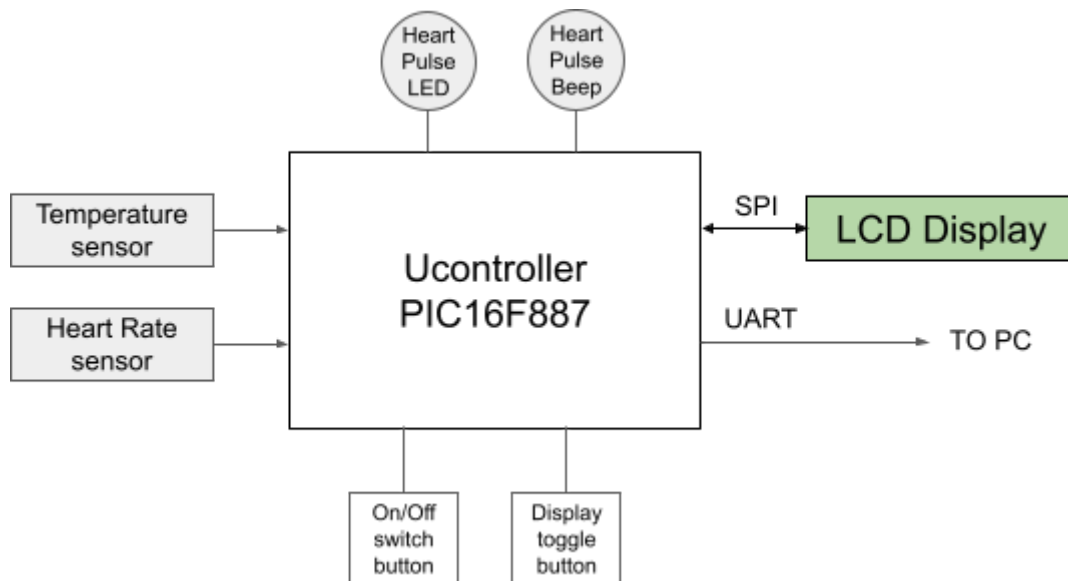 Heart
Pulse
LED
Heart
Pulse
Beep
Temperature
sensor
Heart Rate
sensor
Ucontroller
PIC16F887
SPI
LCD Display
UART
TO PC
On/Off
switch
button
Display
toggle
button